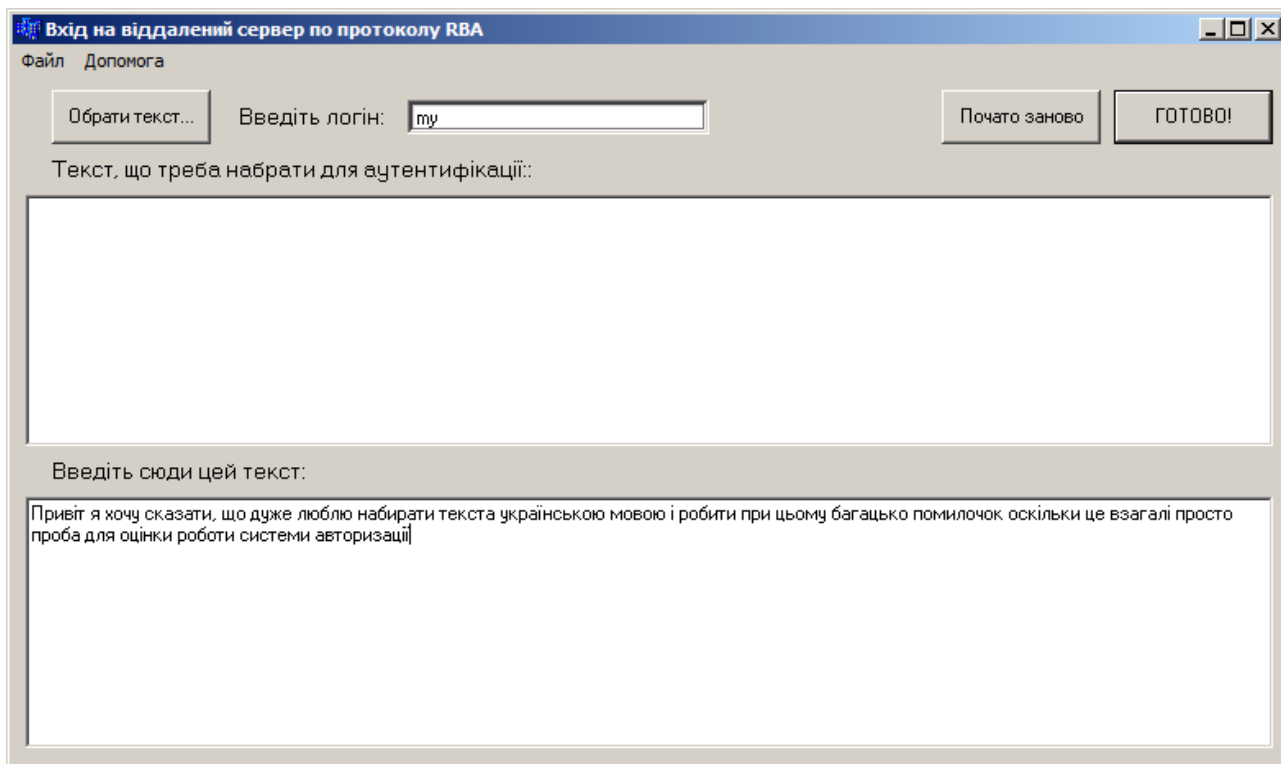 Вхід на віддалений сервер по протоколу RBA
Файл Допомога
Обрати текст... Введіть логін: my Почато заново ГОТОВО!
Текст, що треба набрати для аутентифікації::
Введіть сюди цей текст:
Привіт я хочу сказати, що дуже люблю набирати текста українською мовою і робити при цьому багацько помилочок оскільки це взагалі просто
проба для оцінки роботи системи авторизації